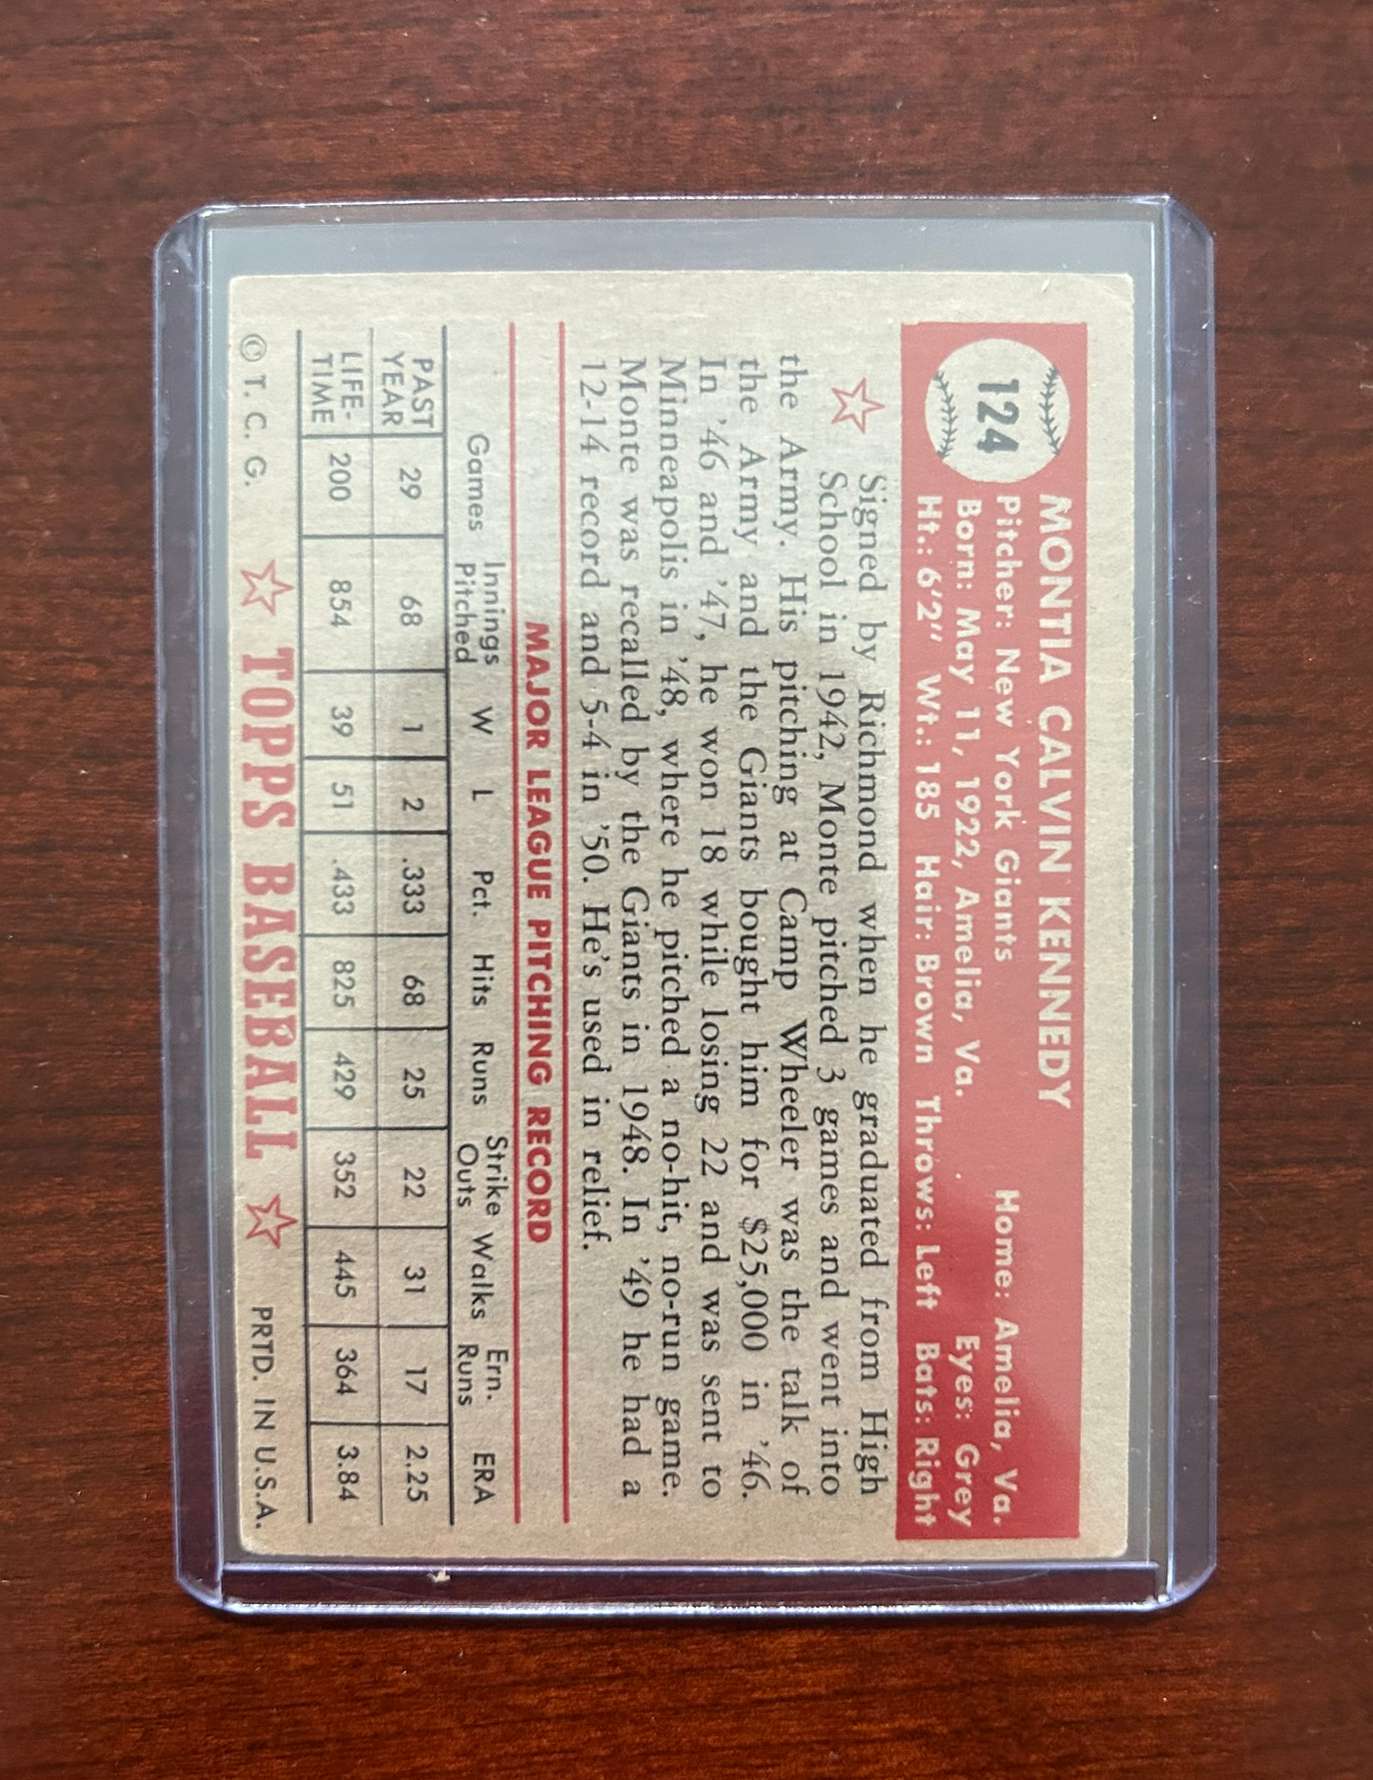 124
MONTIA CALVIN KENNEDY
Pitcher: New York Giants Home: Amelia, Va.
Born: May 11, 1922, Amelia, Va. Eyes: Grey
Ht.: 6'2" Wt.: 185 Hair: Brown Throws: Left Bats: Right
Signed by Richmond when he graduated from High
School in 1942, Monte pitched 3 games and went into
the Army. His pitching at Camp Wheeler was the talk of
the Army and the Giants bought him for $25,000 in '46.
In '46 and '47, he won 18 while losing 22 and was sent to
Minneapolis in '48, where he pitched a no-hit, no-run game.
Monte was recalled by the Giants in 1948. In '49 he had a
12-14 record and 5-4 in '50. He's used in relief.
MAJOR LEAGUE PITCHING RECORD
Games Innings Pitched W L Pct. Hits Runs Strike Outs Walks Ern. Runs ERA
PAST YEAR 29 68 1 2 .333 68 25 22 31 17 2.25
LIFE-TIME 200 854 39 51 .433 825 429 352 445 364 3.84
© T. C. G. TOPPS BASEBALL PRTD. IN U.S.A.